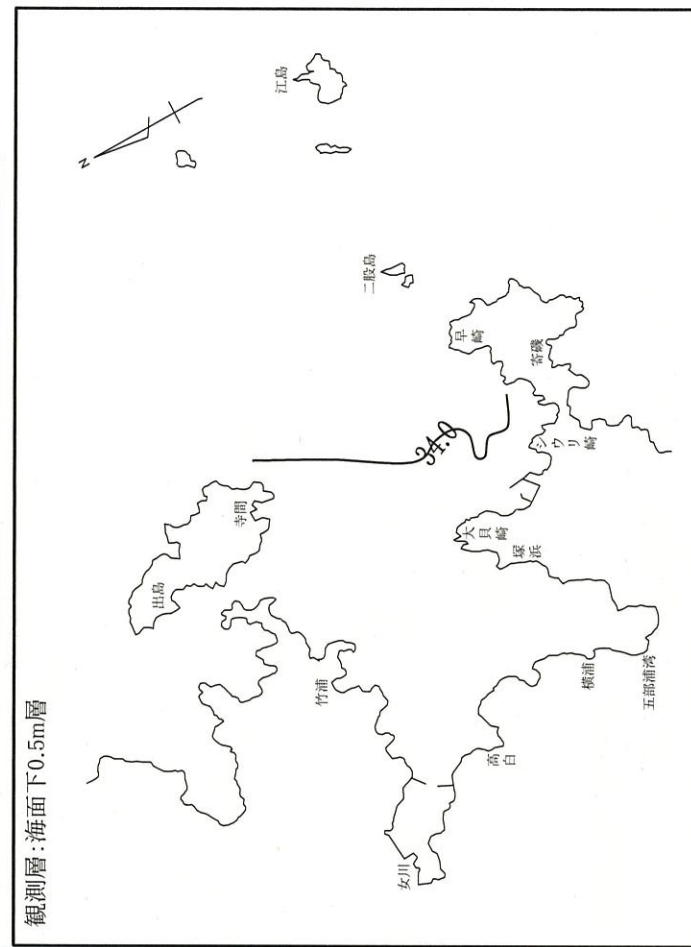 観測層：海面下0.5m層
N
江島
二股島
早崎
寄磯
シウリ崎
34.0
寺間
出島
大貝崎
塚浜
竹浦
横浦
五部浦湾
高白
女川